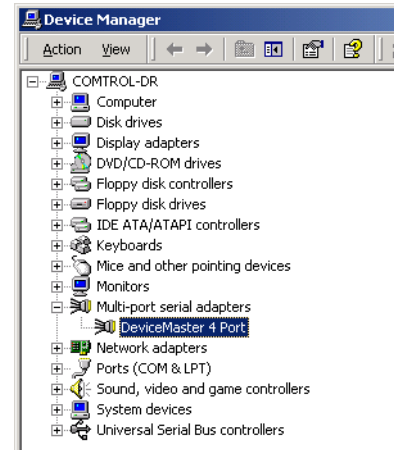 Device Manager
Action View
COMTROL-DR
Computer
Disk drives
Display adapters
DVD/CD-ROM drives
Floppy disk controllers
Floppy disk drives
IDE ATA/ATAPI controllers
Keyboards
Mice and other pointing devices
Monitors
Multi-port serial adapters
DeviceMaster 4 Port
Network adapters
Ports (COM & LPT)
Sound, video and game controllers
System devices
Universal Serial Bus controllers